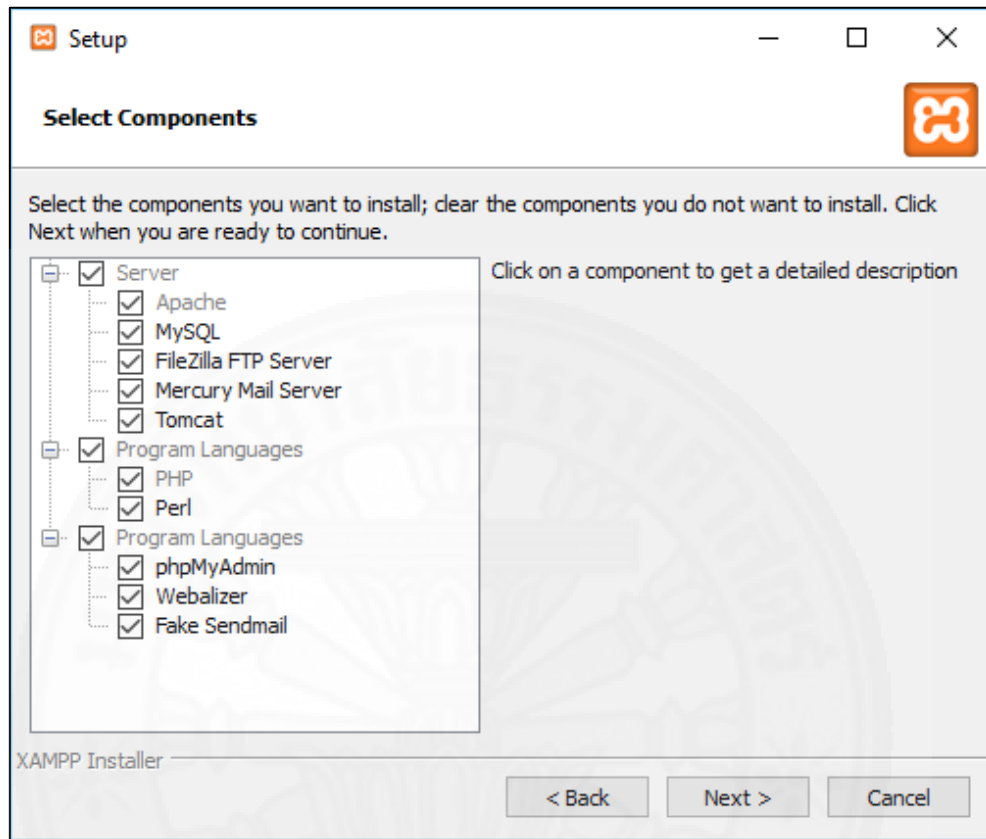 Setup
Select Components
Select the components you want to install; clear the components you do not want to install. Click
Next when you are ready to continue.
Click on a component to get a detailed description
Server
Apache
MySQL
FileZilla FTP Server
Mercury Mail Server
Tomcat
Program Languages
PHP
Perl
Program Languages
phpMyAdmin
Webalizer
Fake Sendmail
XAMPP Installer
< Back
Next >
Cancel